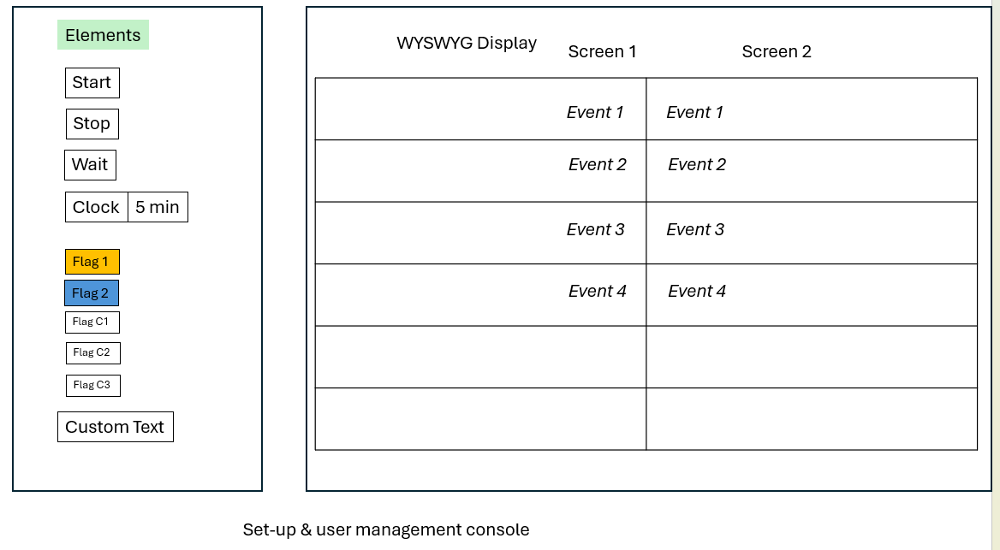 Elements
Start
Stop
Wait
Clock 5 min
Flag 1
Flag 2
Flag C1
Flag C2
Flag C3
Custom Text
WYSWYG Display
Screen 1 Screen 2
Event 1 Event 1
Event 2 Event 2
Event 3 Event 3
Event 4 Event 4
Set-up & user management console